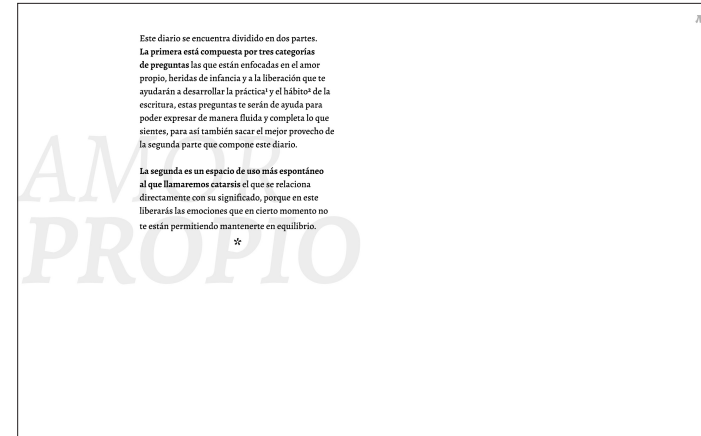 Este diario se encuentra dividido en dos partes.
La primera está compuesta por tres categorías
de preguntas las que están enfocadas en el amor
propio, heridas de infancia y a la liberación que te
ayudarán a desarrollar la práctica¹ y el hábito² de la
escritura, estas preguntas te serán de ayuda para
poder expresar de manera fluida y completa lo que
sientes, para así también sacar el mejor provecho de
la segunda parte que compone este diario.
La segunda es un espacio de uso más espontáneo
al que llamaremos catarsis el que se relaciona
directamente con su significado, porque en este
liberarás las emociones que en cierto momento no
te están permitiendo mantenerte en equilibrio.
*
AMOR
PROPIO